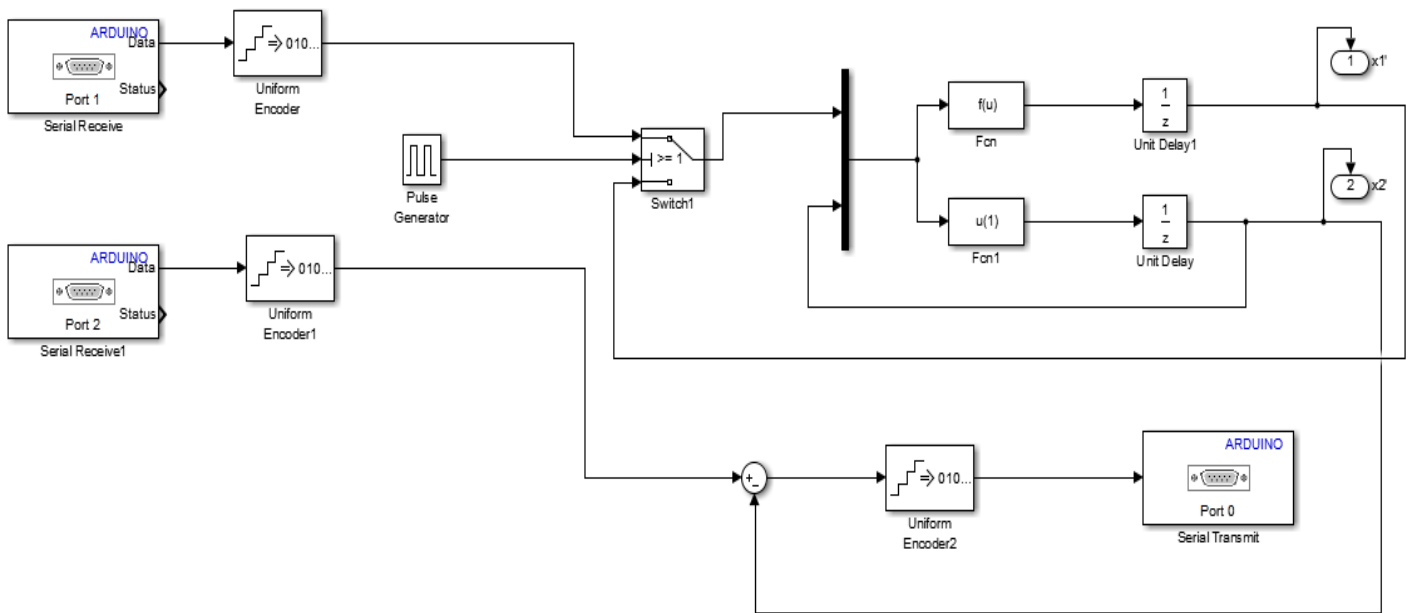 ARDUINO
Data
Status
Port 1
Serial Receive
010...
Uniform
Encoder
Pulse
Generator
>= 1
Switch1
f(u)
Fcn
1
z
Unit Delay1
1
x1'
u(1)
Fcn1
1
z
Unit Delay
2
x2'
ARDUINO
Data
Status
Port 2
Serial Receive1
010...
Uniform
Encoder1
+
-
010...
Uniform
Encoder2
ARDUINO
Port 0
Serial Transmit